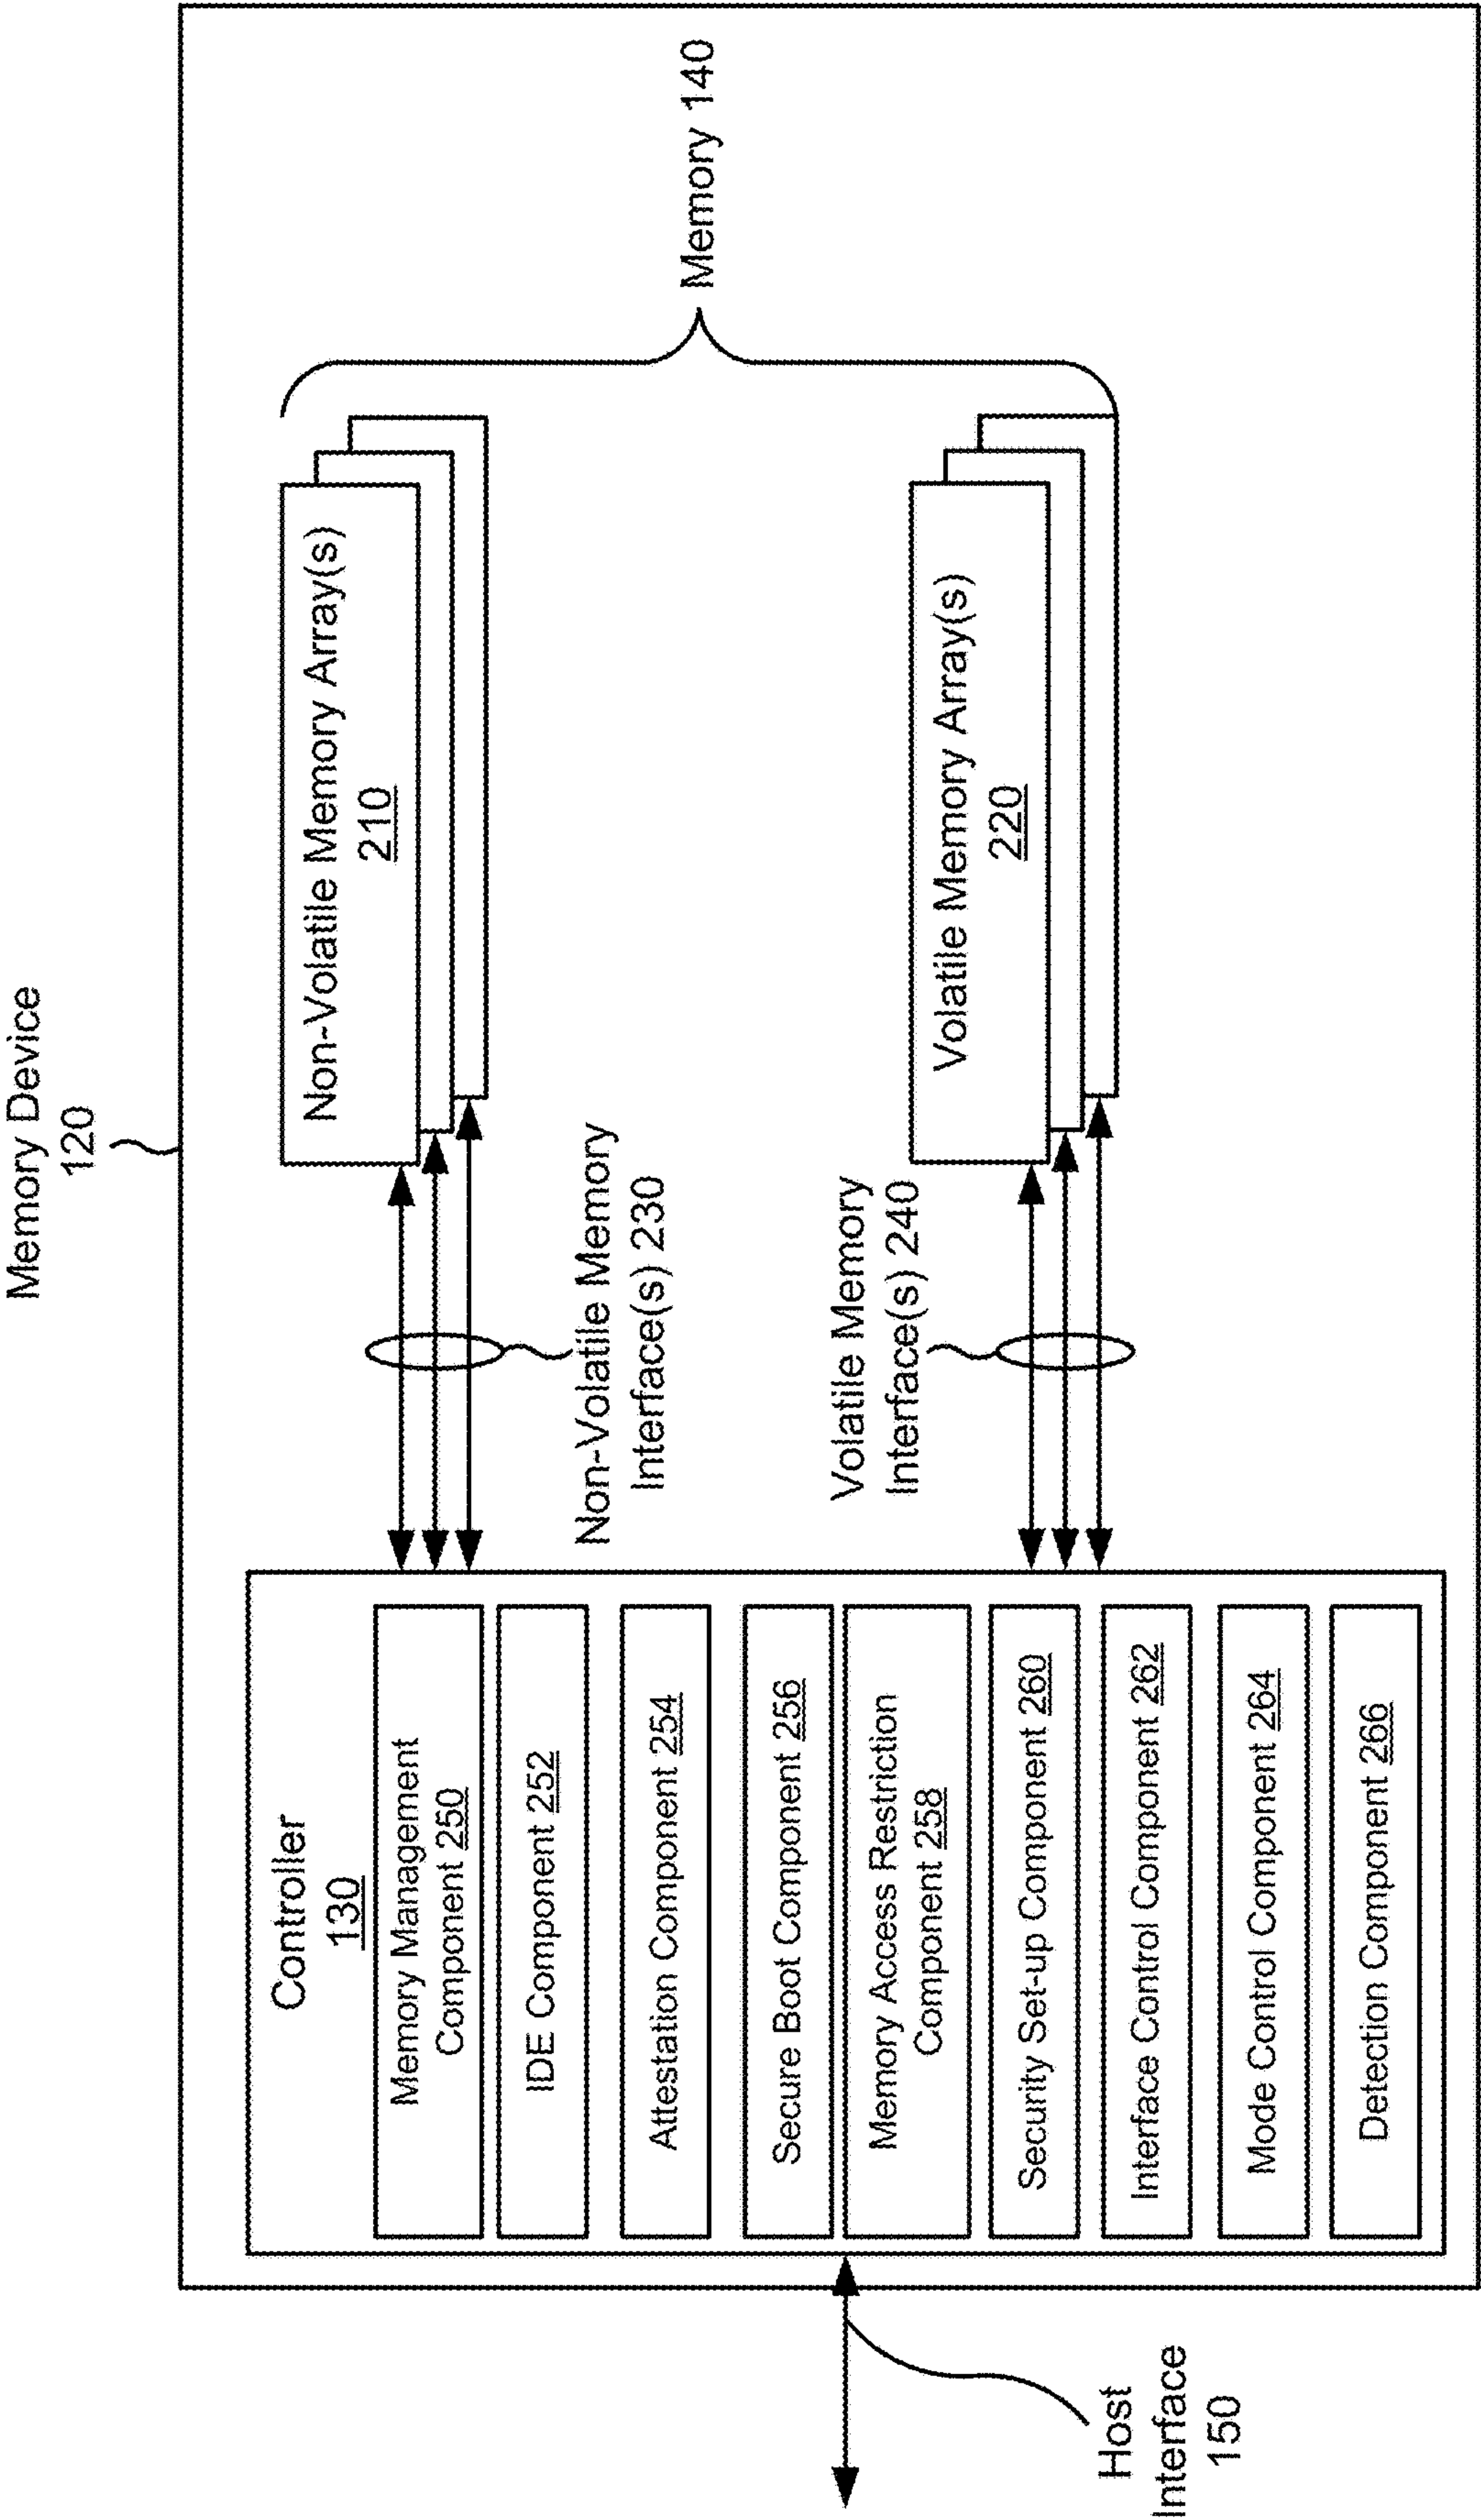 Memory Device
120
Controller
130
Memory Management
Component 250
IDE Component 252
Attestation Component 254
Secure Boot Component 256
Memory Access Restriction
Component 258
Security Set-up Component 260
Interface Control Component 262
Mode Control Component 264
Detection Component 266
Host
Interface
150
Non-Volatile Memory
Interface(s) 230
Volatile Memory
Interface(s) 240
Non-Volatile Memory Array(s)
210
Volatile Memory Array(s)
220
Memory 140